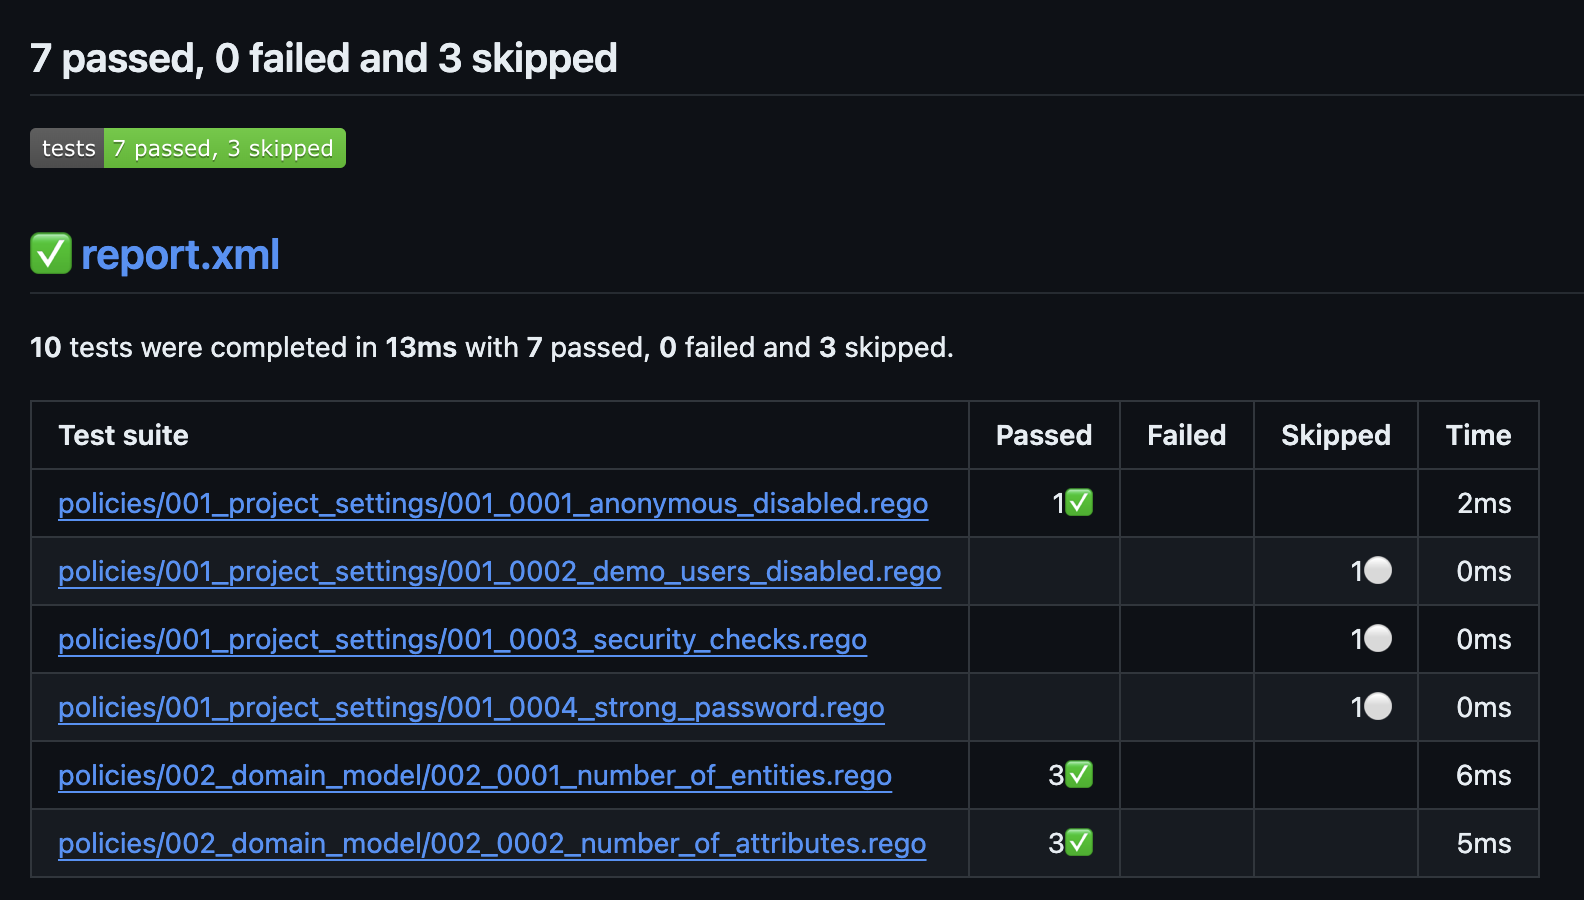 7 passed, 0 failed and 3 skipped
tests 7 passed, 3 skipped
✅ report.xml
10 tests were completed in 13ms with 7 passed, 0 failed and 3 skipped.
Test suite Passed Failed Skipped Time
policies/001_project_settings/001_0001_anonymous_disabled.rego 1✅ 2ms
policies/001_project_settings/001_0002_demo_users_disabled.rego 1⚪ 0ms
policies/001_project_settings/001_0003_security_checks.rego 1⚪ 0ms
policies/001_project_settings/001_0004_strong_password.rego 1⚪ 0ms
policies/002_domain_model/002_0001_number_of_entities.rego 3✅ 6ms
policies/002_domain_model/002_0002_number_of_attributes.rego 3✅ 5ms